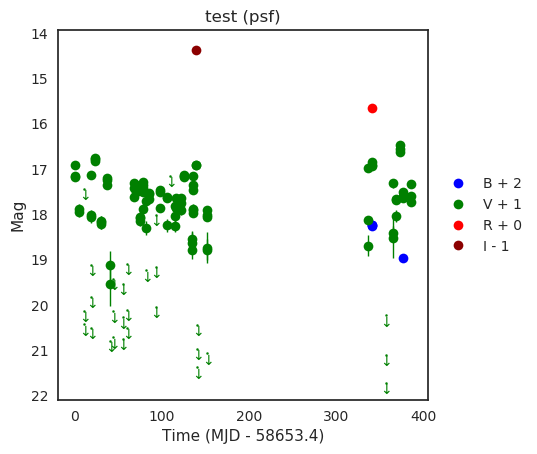 test (psf)
14
15
16
17
18
19
20
21
22
Mag
0
100
200
300
400
Time (MJD - 58653.4)
B + 2
V + 1
R + 0
I - 1